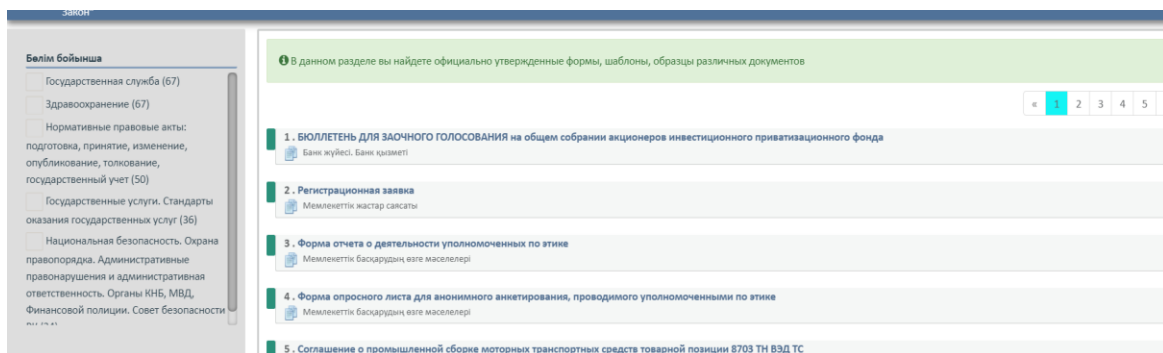 Закон"
Бөлім бойынша
Государственная служба (67)
Здравоохранение (67)
Нормативные правовые акты:
подготовка, принятие, изменение,
опубликование, толкование,
государственный учет (50)
Государственные услуги. Стандарты
оказания государственных услуг (36)
Национальная безопасность. Охрана
правопорядка. Административные
правонарушения и административная
ответственность. Органы КНБ, МВД,
Финансовой полиции. Совет безопасности
В данном разделе вы найдете официально утвержденные формы, шаблоны, образцы различных документов
« 1 2 3 4 5
1 . БЮЛЛЕТЕНЬ ДЛЯ ЗАОЧНОГО ГОЛОСОВАНИЯ на общем собрании акционеров инвестиционного приватизационного фонда
Банк жүйесі. Банк қызметі
2 . Регистрационная заявка
Мемлекеттік жастар саясаты
3 . Форма отчета о деятельности уполномоченных по этике
Мемлекеттік басқарудың өзге мәселелері
4 . Форма опросного листа для анонимного анкетирования, проводимого уполномоченными по этике
Мемлекеттік басқарудың өзге мәселелері
5 . Соглашение о промышленной сборке моторных транспортных средств товарной позиции 8703 ТН ВЭД ТС